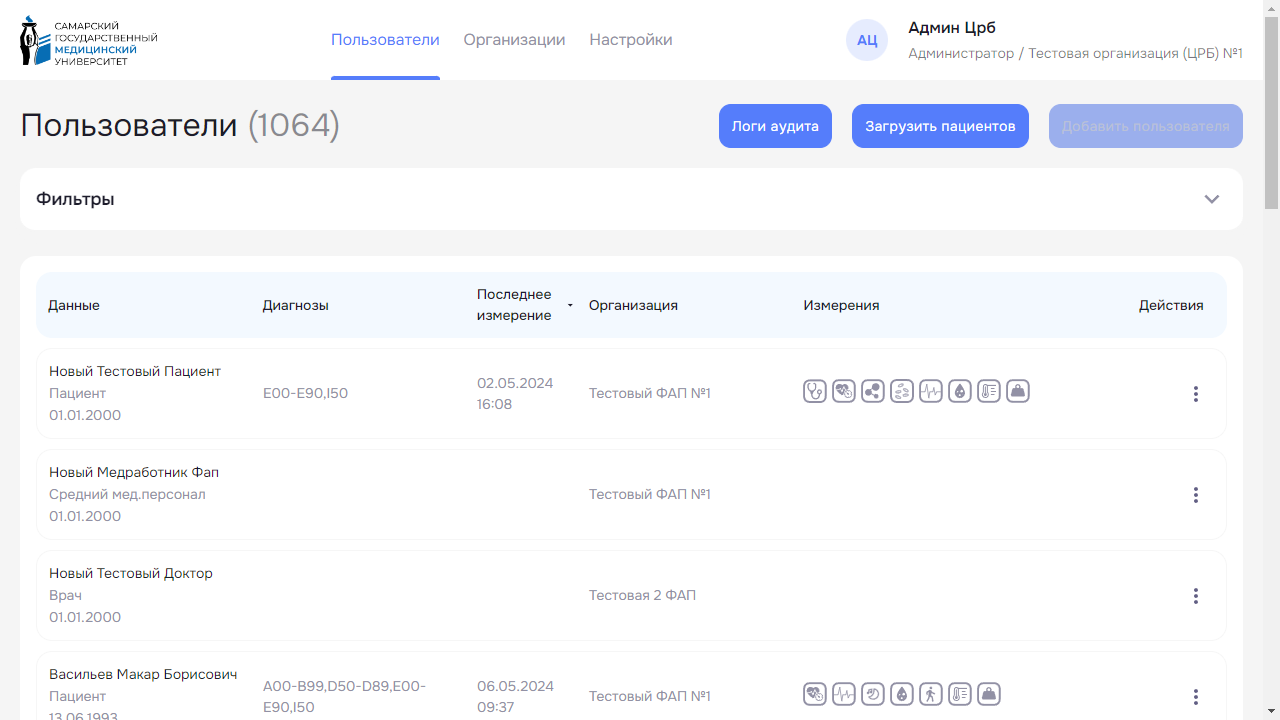 САМАРСКИЙ
ГОСУДАРСТВЕННЫЙ
МЕДИЦИНСКИЙ
УНИВЕРСИТЕТ
Пользователи
Организации
Настройки
АЦ
Админ Црб
Администратор / Тестовая организация (ЦРБ) №1
Пользователи (1064)
Логи аудита
Загрузить пациентов
Добавить пользователя
Фильтры
Данные
Диагнозы
Последнее
измерение
Организация
Измерения
Действия
Новый Тестовый Пациент
Пациент
01.01.2000
E00-E90,I50
02.05.2024
16:08
Тестовый ФАП №1
Новый Медработник Фап
Средний мед.персонал
01.01.2000
Тестовый ФАП №1
Новый Тестовый Доктор
Врач
01.01.2000
Тестовая 2 ФАП
Васильев Макар Борисович
Пациент
13.06.1993
A00-B99,D50-D89,E00-
E90,I50
06.05.2024
09:37
Тестовый ФАП №1